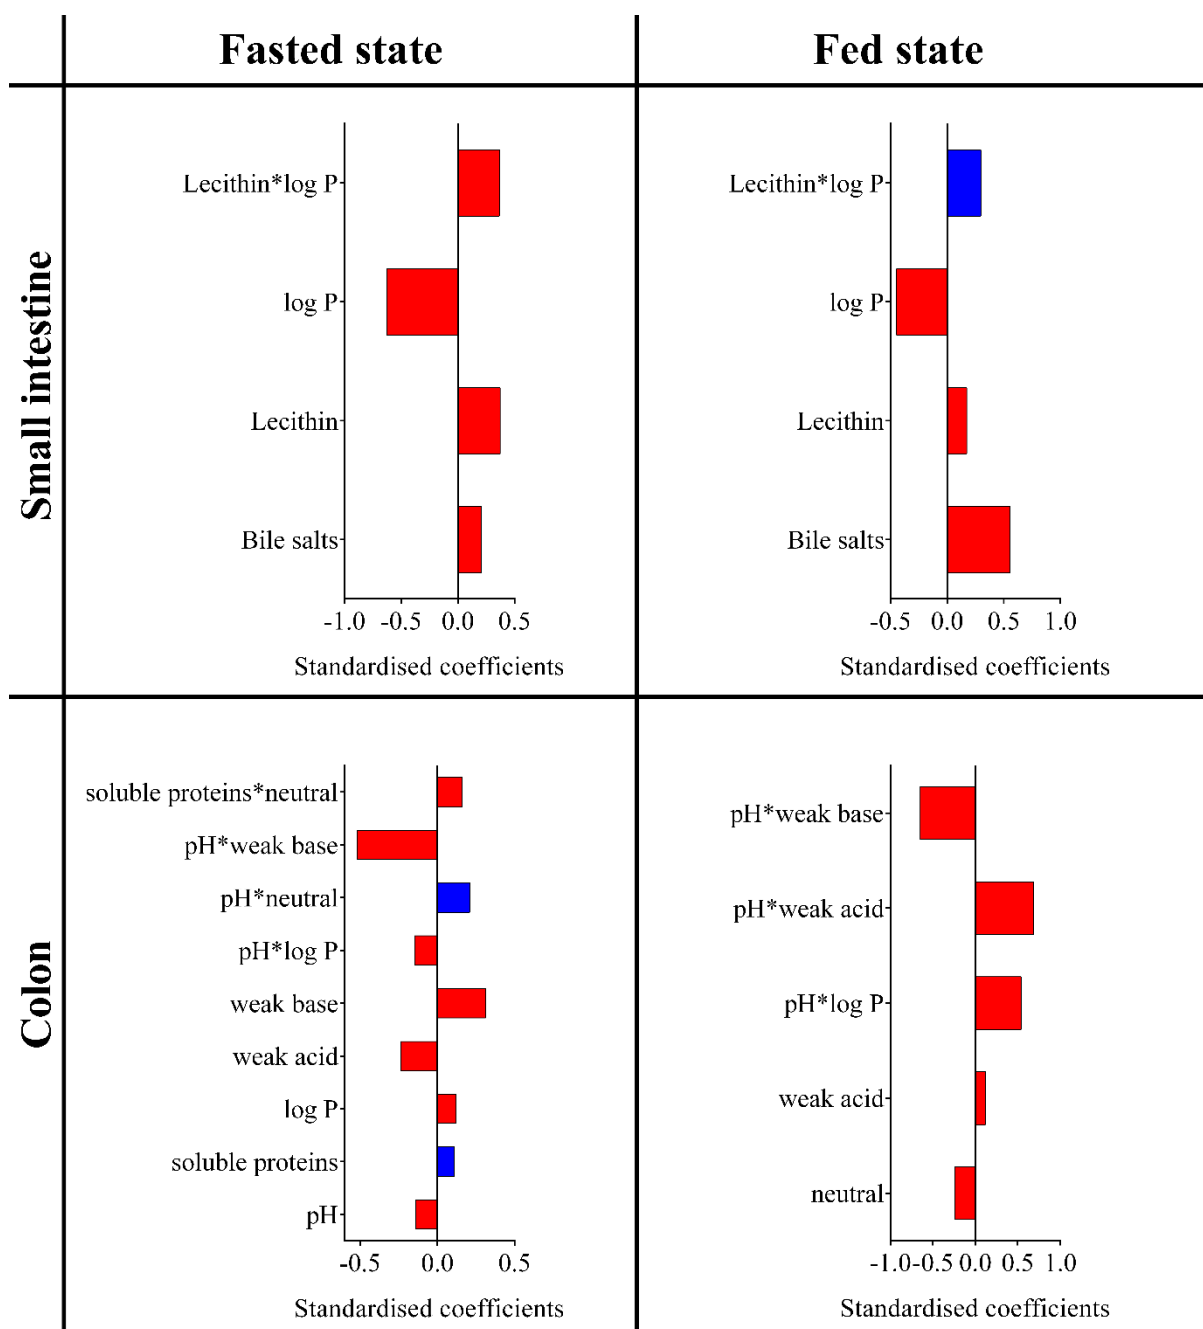 Fasted state
Fed state
Small intestine
Lecithin*log P
log P
Lecithin
Bile salts
-1.0 -0.5 0.0 0.5
Standardised coefficients
Lecithin*log P
log P
Lecithin
Bile salts
-0.5 0.0 0.5 1.0
Standardised coefficients
Colon
soluble proteins*neutral
pH*weak base
pH*neutral
pH*log P
weak base
weak acid
log P
soluble proteins
pH
-0.5 0.0 0.5
Standardised coefficients
pH*weak base
pH*weak acid
pH*log P
weak acid
neutral
-1.0 -0.5 0.0 0.5 1.0
Standardised coefficients